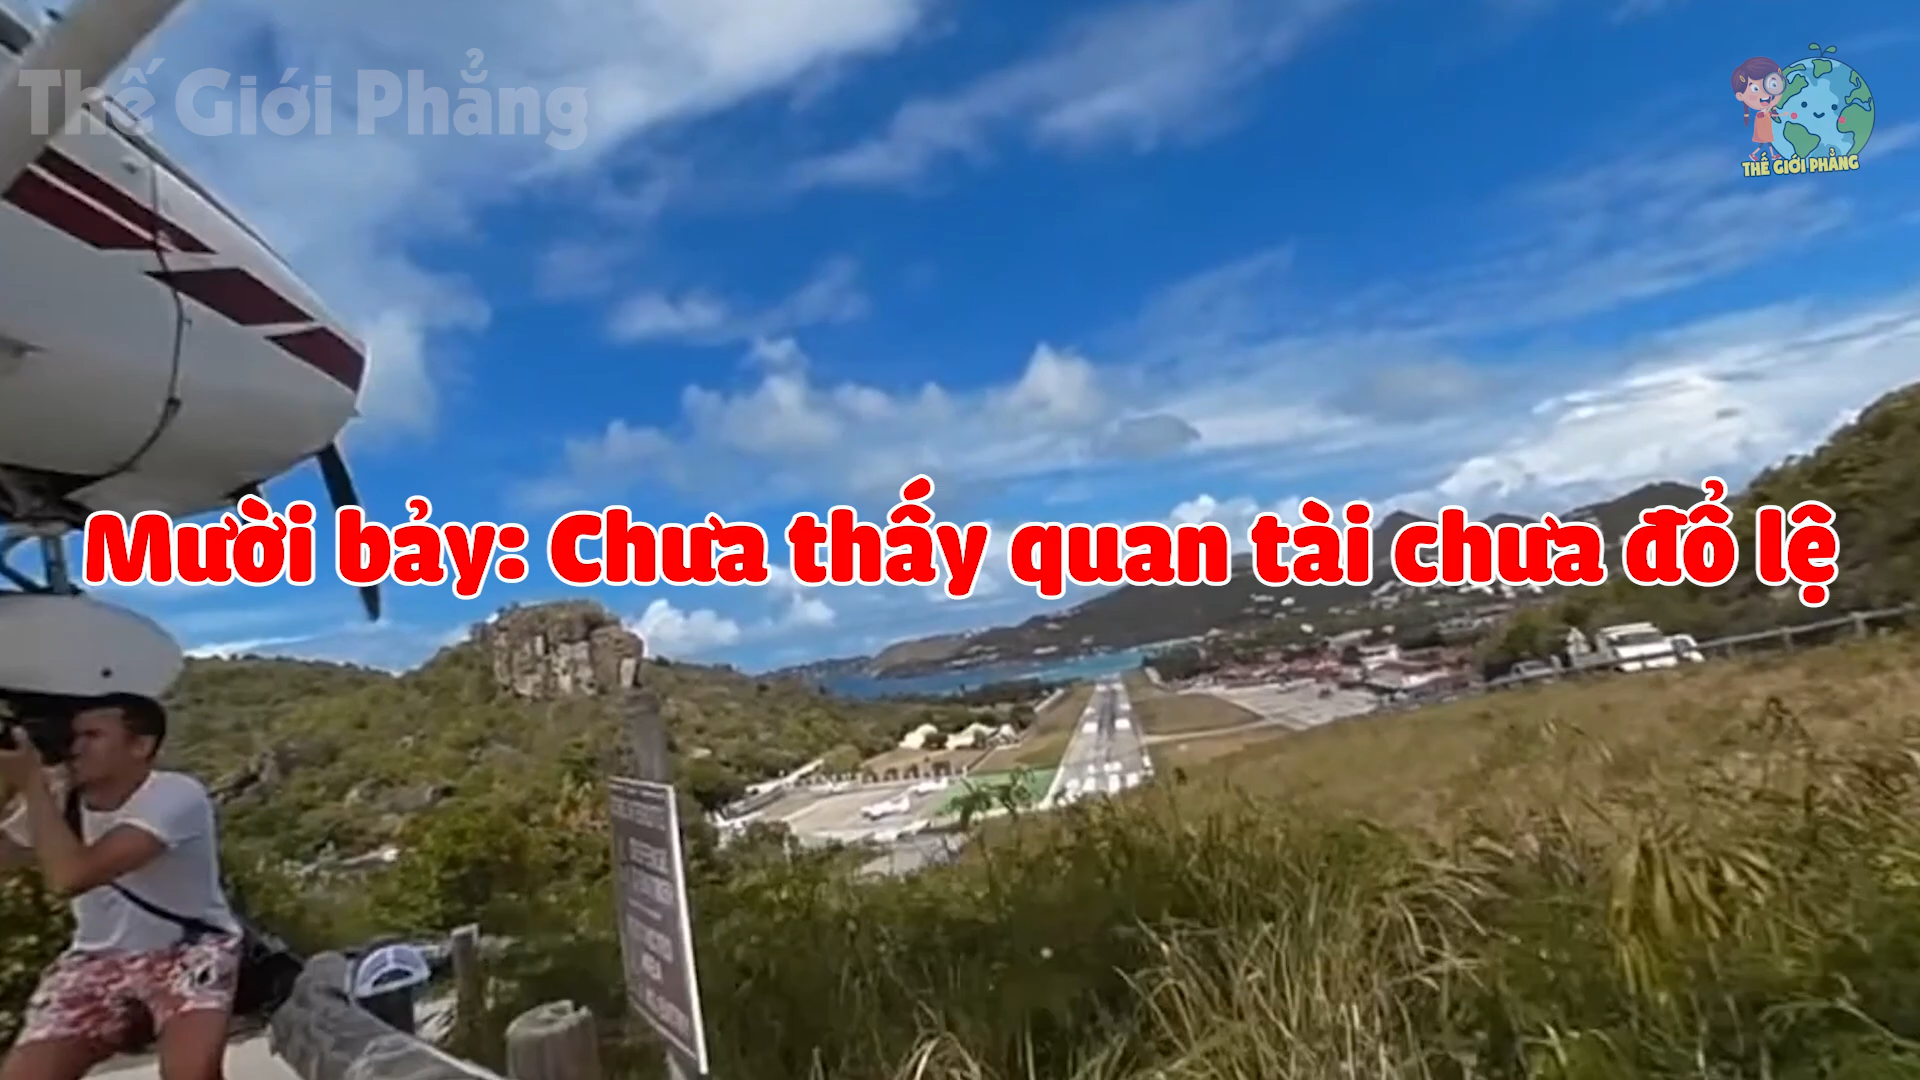 Thế Giới Phẳng
THẾ GIỚI PHẲNG
Mười bảy: Chưa thấy quan tài chưa đổ lệ